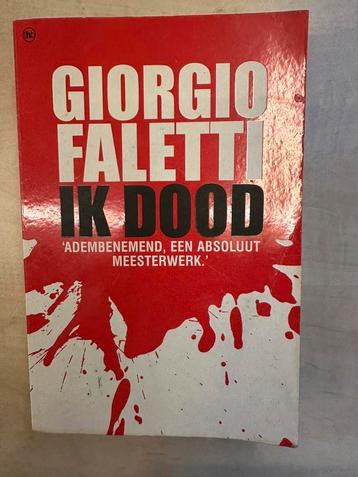 GIORGIO
FALETTI
IK DOOD
'ADEMBENEMEND, EEN ABSOLUUT
MEESTERWERK.'